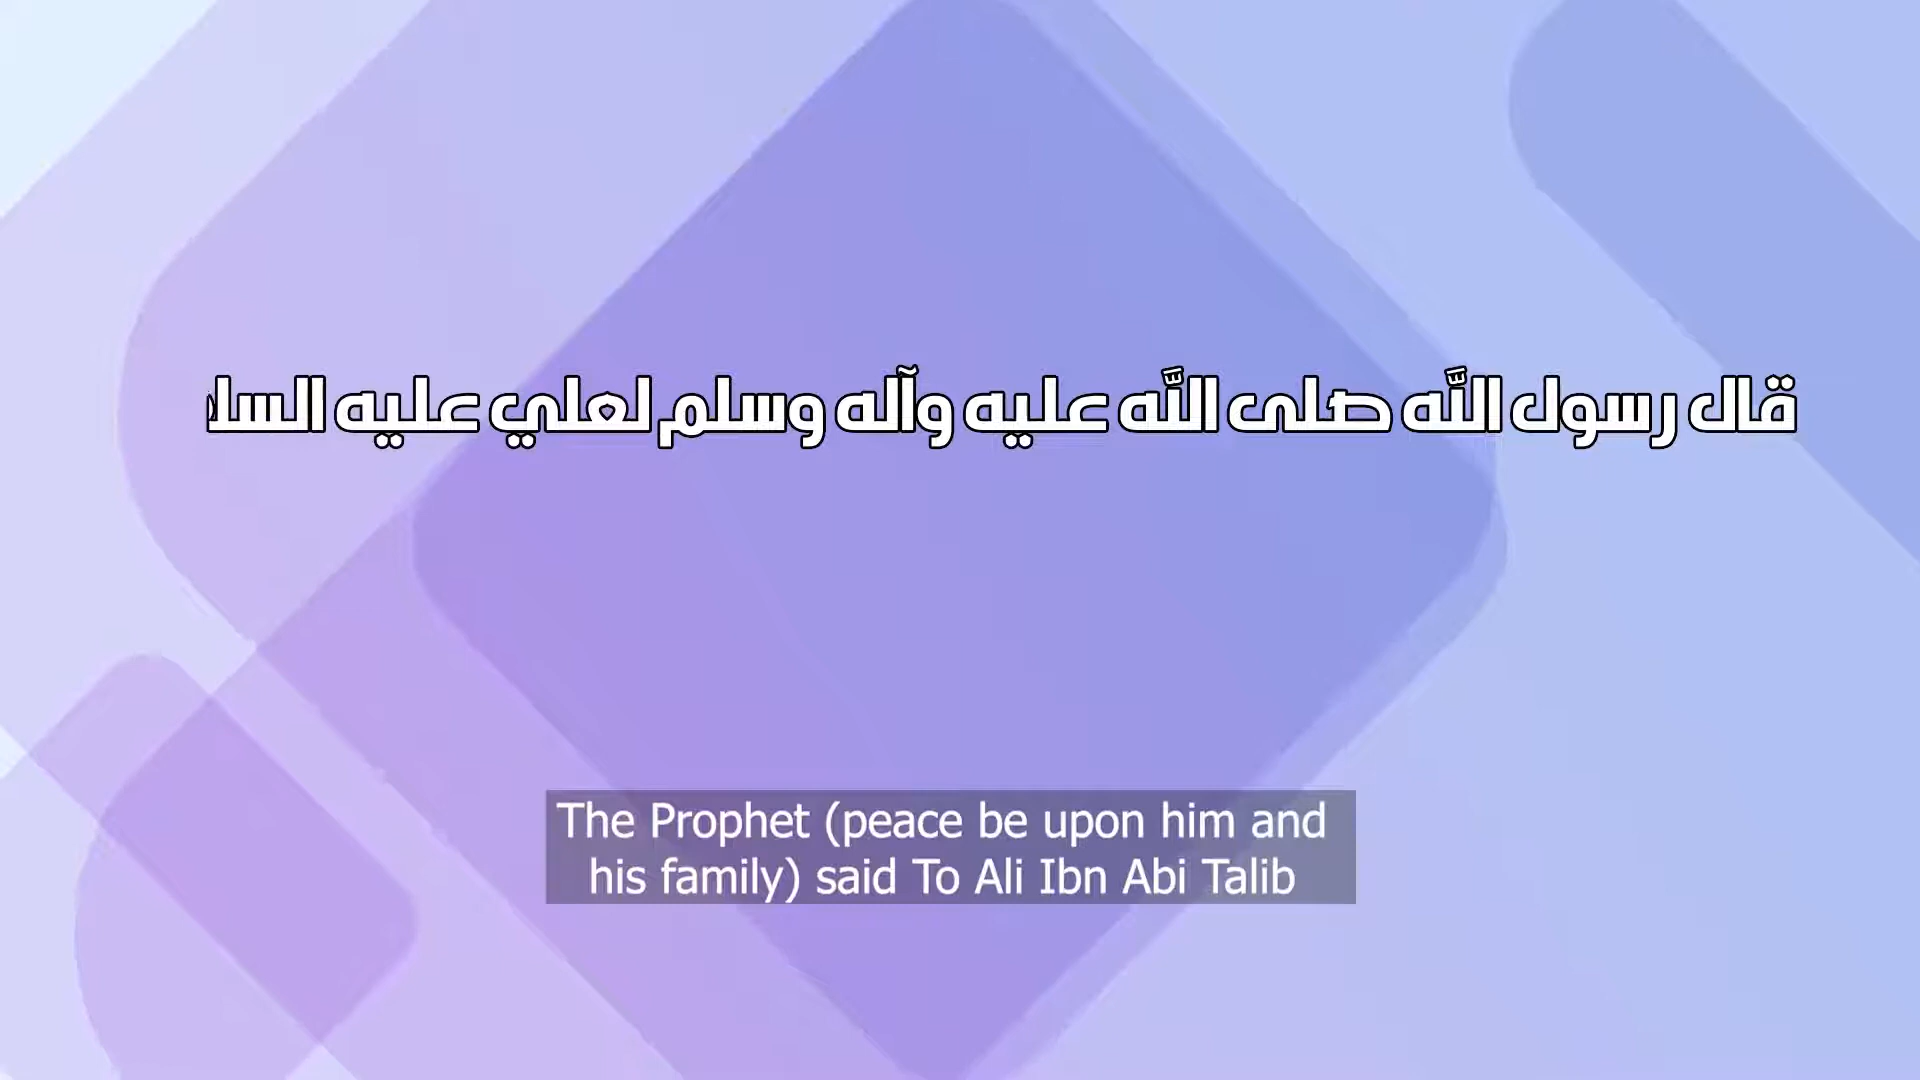 قال رسول الله صلى الله عليه وآله وسلم لعلي عليه
The Prophet (peace be upon him and
his family) said To Ali Ibn Abi Talib